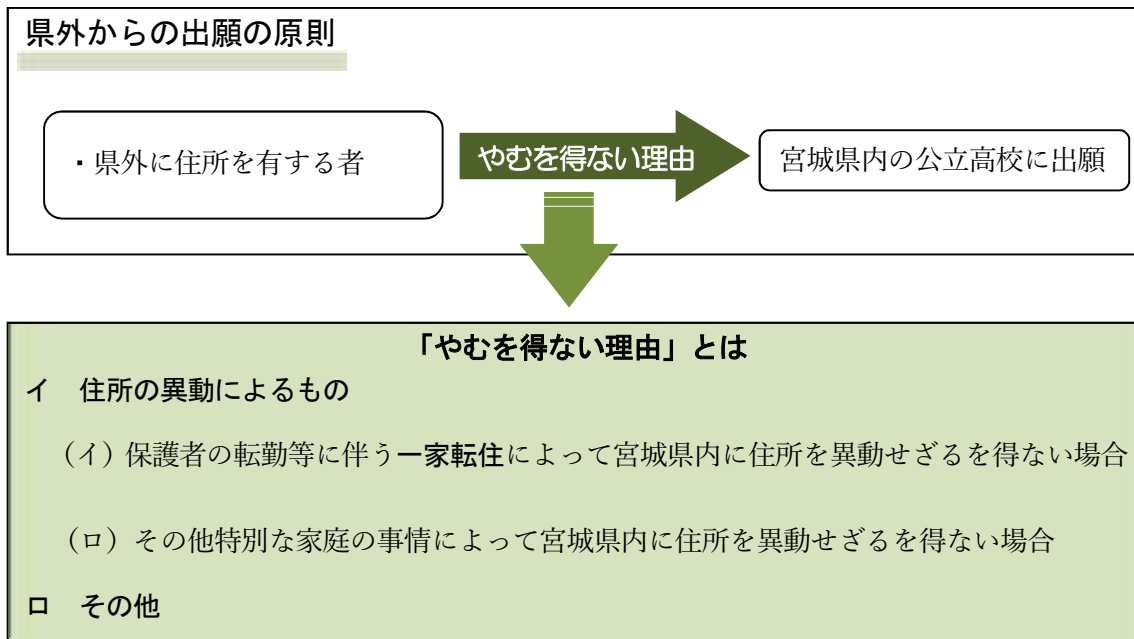 県外からの出願の原則
・県外に住所を有する者
やむを得ない理由
宮城県内の公立高校に出願
「やむを得ない理由」とは
イ　住所の異動によるもの
（イ）保護者の転勤等に伴う一家転住によって宮城県内に住所を異動せざるを得ない場合
（ロ）その他特別な家庭の事情によって宮城県内に住所を異動せざるを得ない場合
ロ　その他